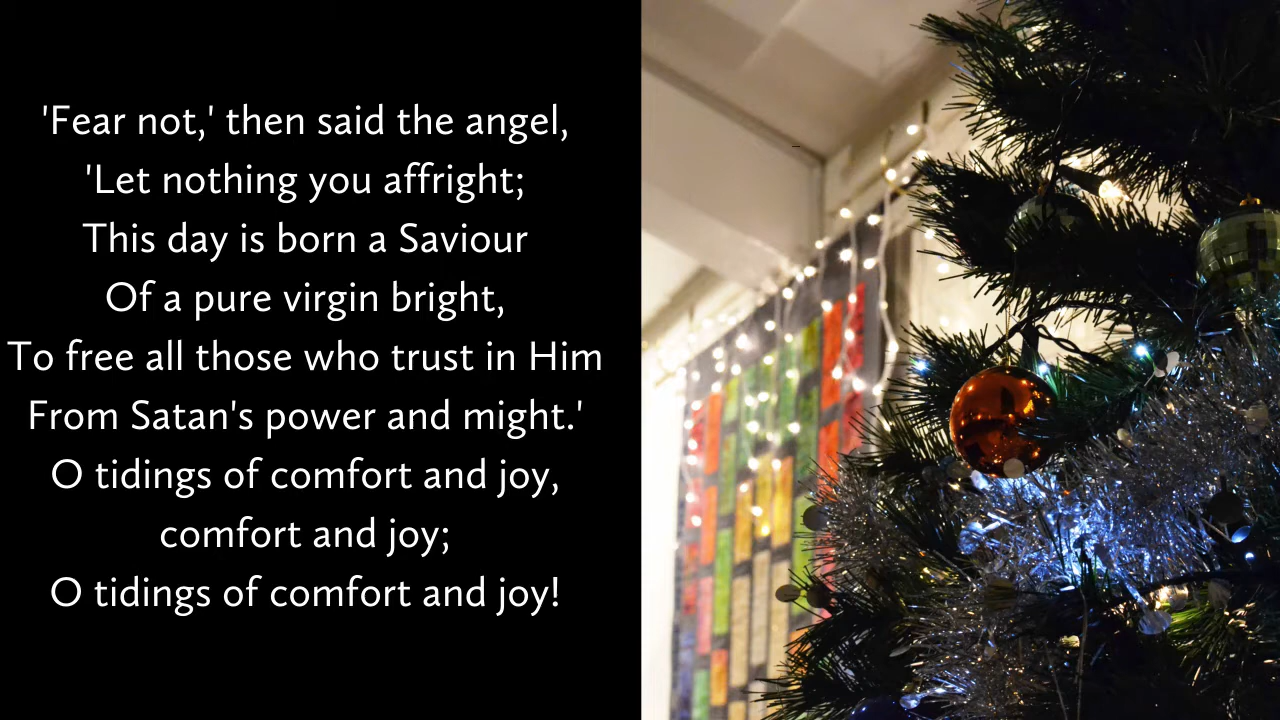 'Fear not,' then said the angel,
'Let nothing you affright;
This day is born a Saviour
Of a pure virgin bright,
To free all those who trust in Him
From Satan's power and might.'
O tidings of comfort and joy,
comfort and joy;
O tidings of comfort and joy!